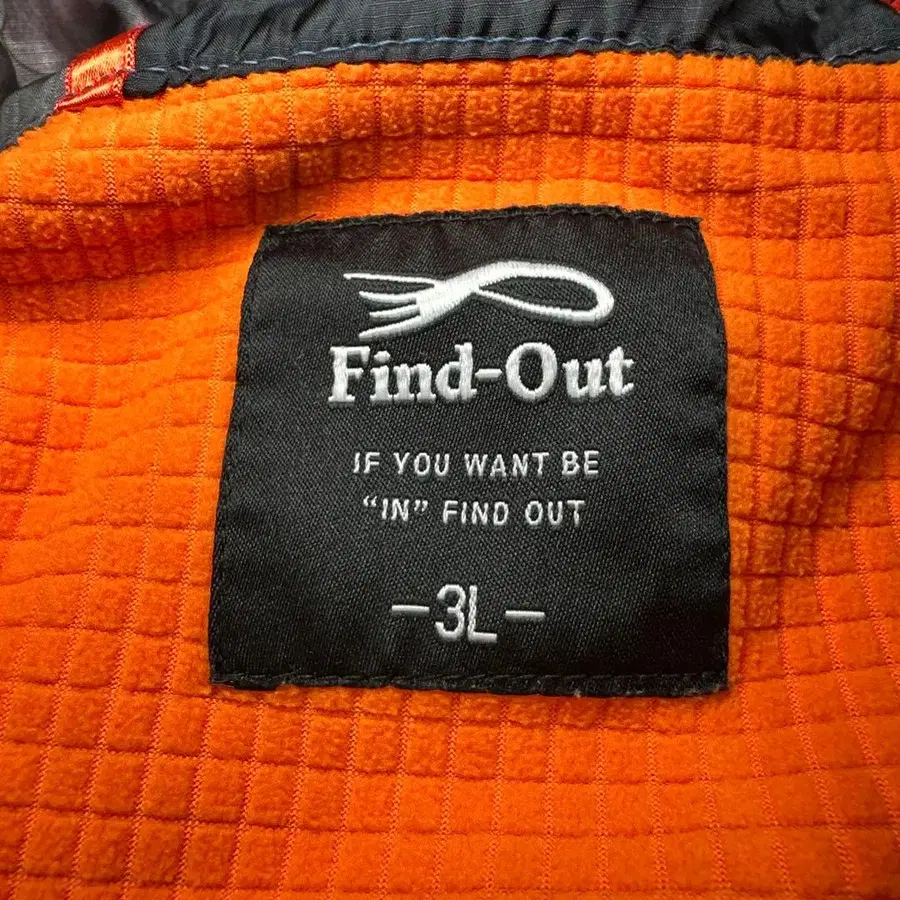 Find-Out
IF YOU WANT BE
“IN” FIND OUT
-3L-